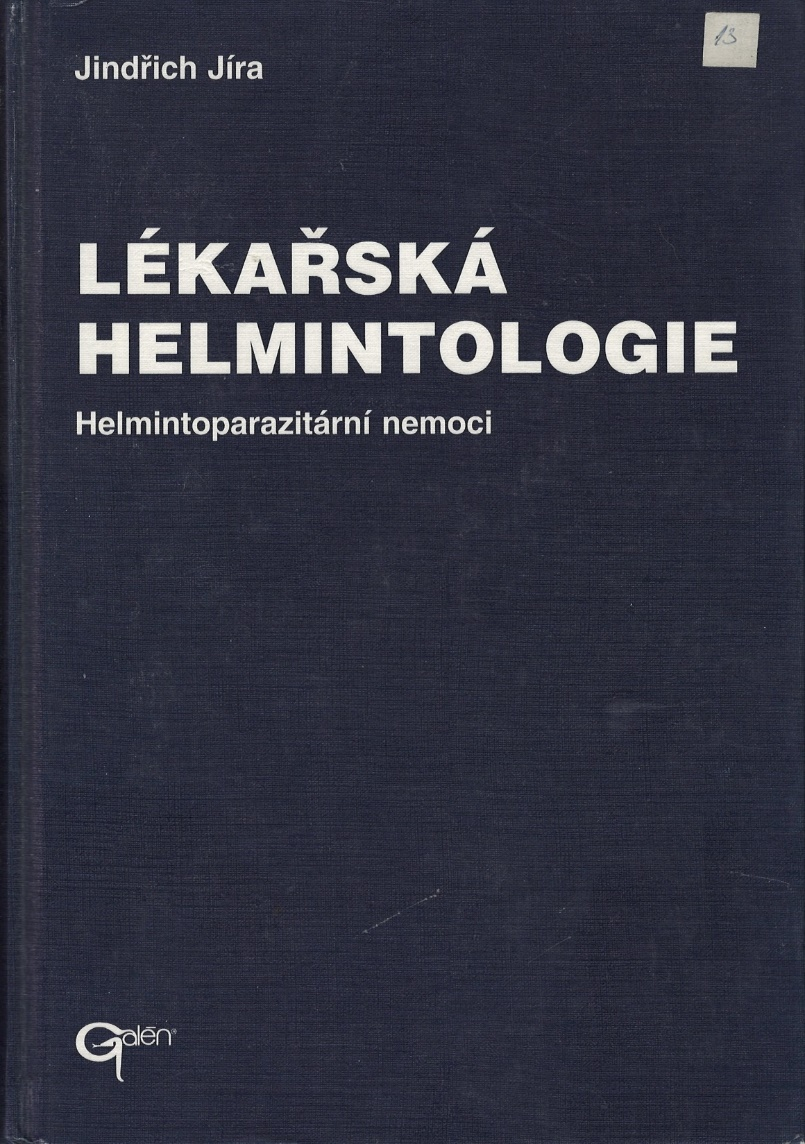 13
Jindřich Jíra
LÉKAŘSKÁ
HELMINTOLOGIE
Helmintoparazitární nemoci
Galén®